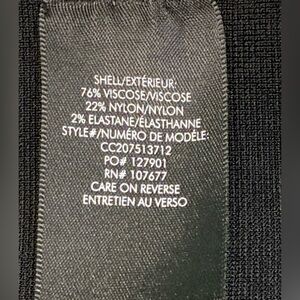 SHELL/EXTÉRIEUR:
76% VISCOSE/VISCOSE
22% NYLON/NYLON
2% ELASTANE/ÉLASTHANNE
STYLE#/NUMÉRO DE MODÈLE:
CC207513712
PO# 127901
RN# 107677
CARE ON REVERSE
ENTRETIEN AU VERSO